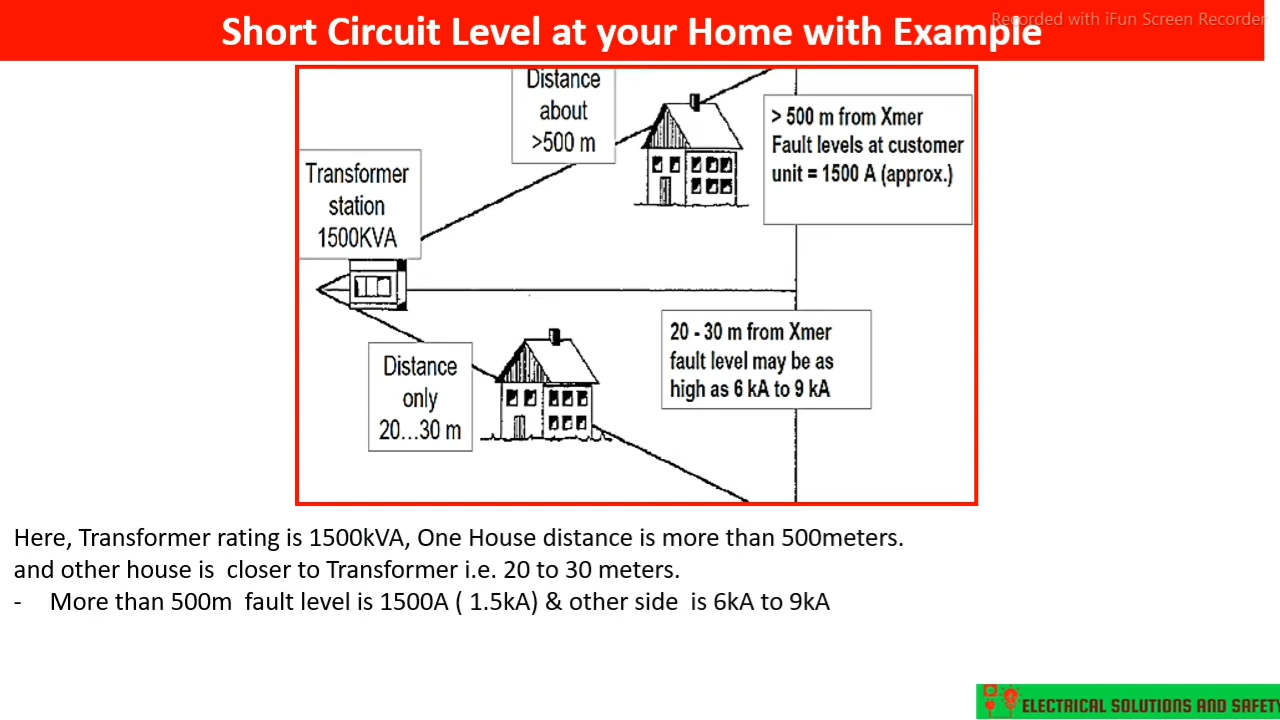 Short Circuit Level at your Home with Example
Recorded with iFun Screen Recorder
Distance
about
>500 m
> 500 m from Xmer
Fault levels at customer
unit = 1500 A (approx.)
Transformer
station
1500KVA
20 - 30 m from Xmer
fault level may be as
high as 6 kA to 9 kA
Distance
only
20...30 m
Here, Transformer rating is 1500kVA, One House distance is more than 500meters.
and other house is closer to Transformer i.e. 20 to 30 meters.
- More than 500m fault level is 1500A ( 1.5kA) & other side is 6kA to 9kA
ELECTRICAL SOLUTIONS AND SAFETY